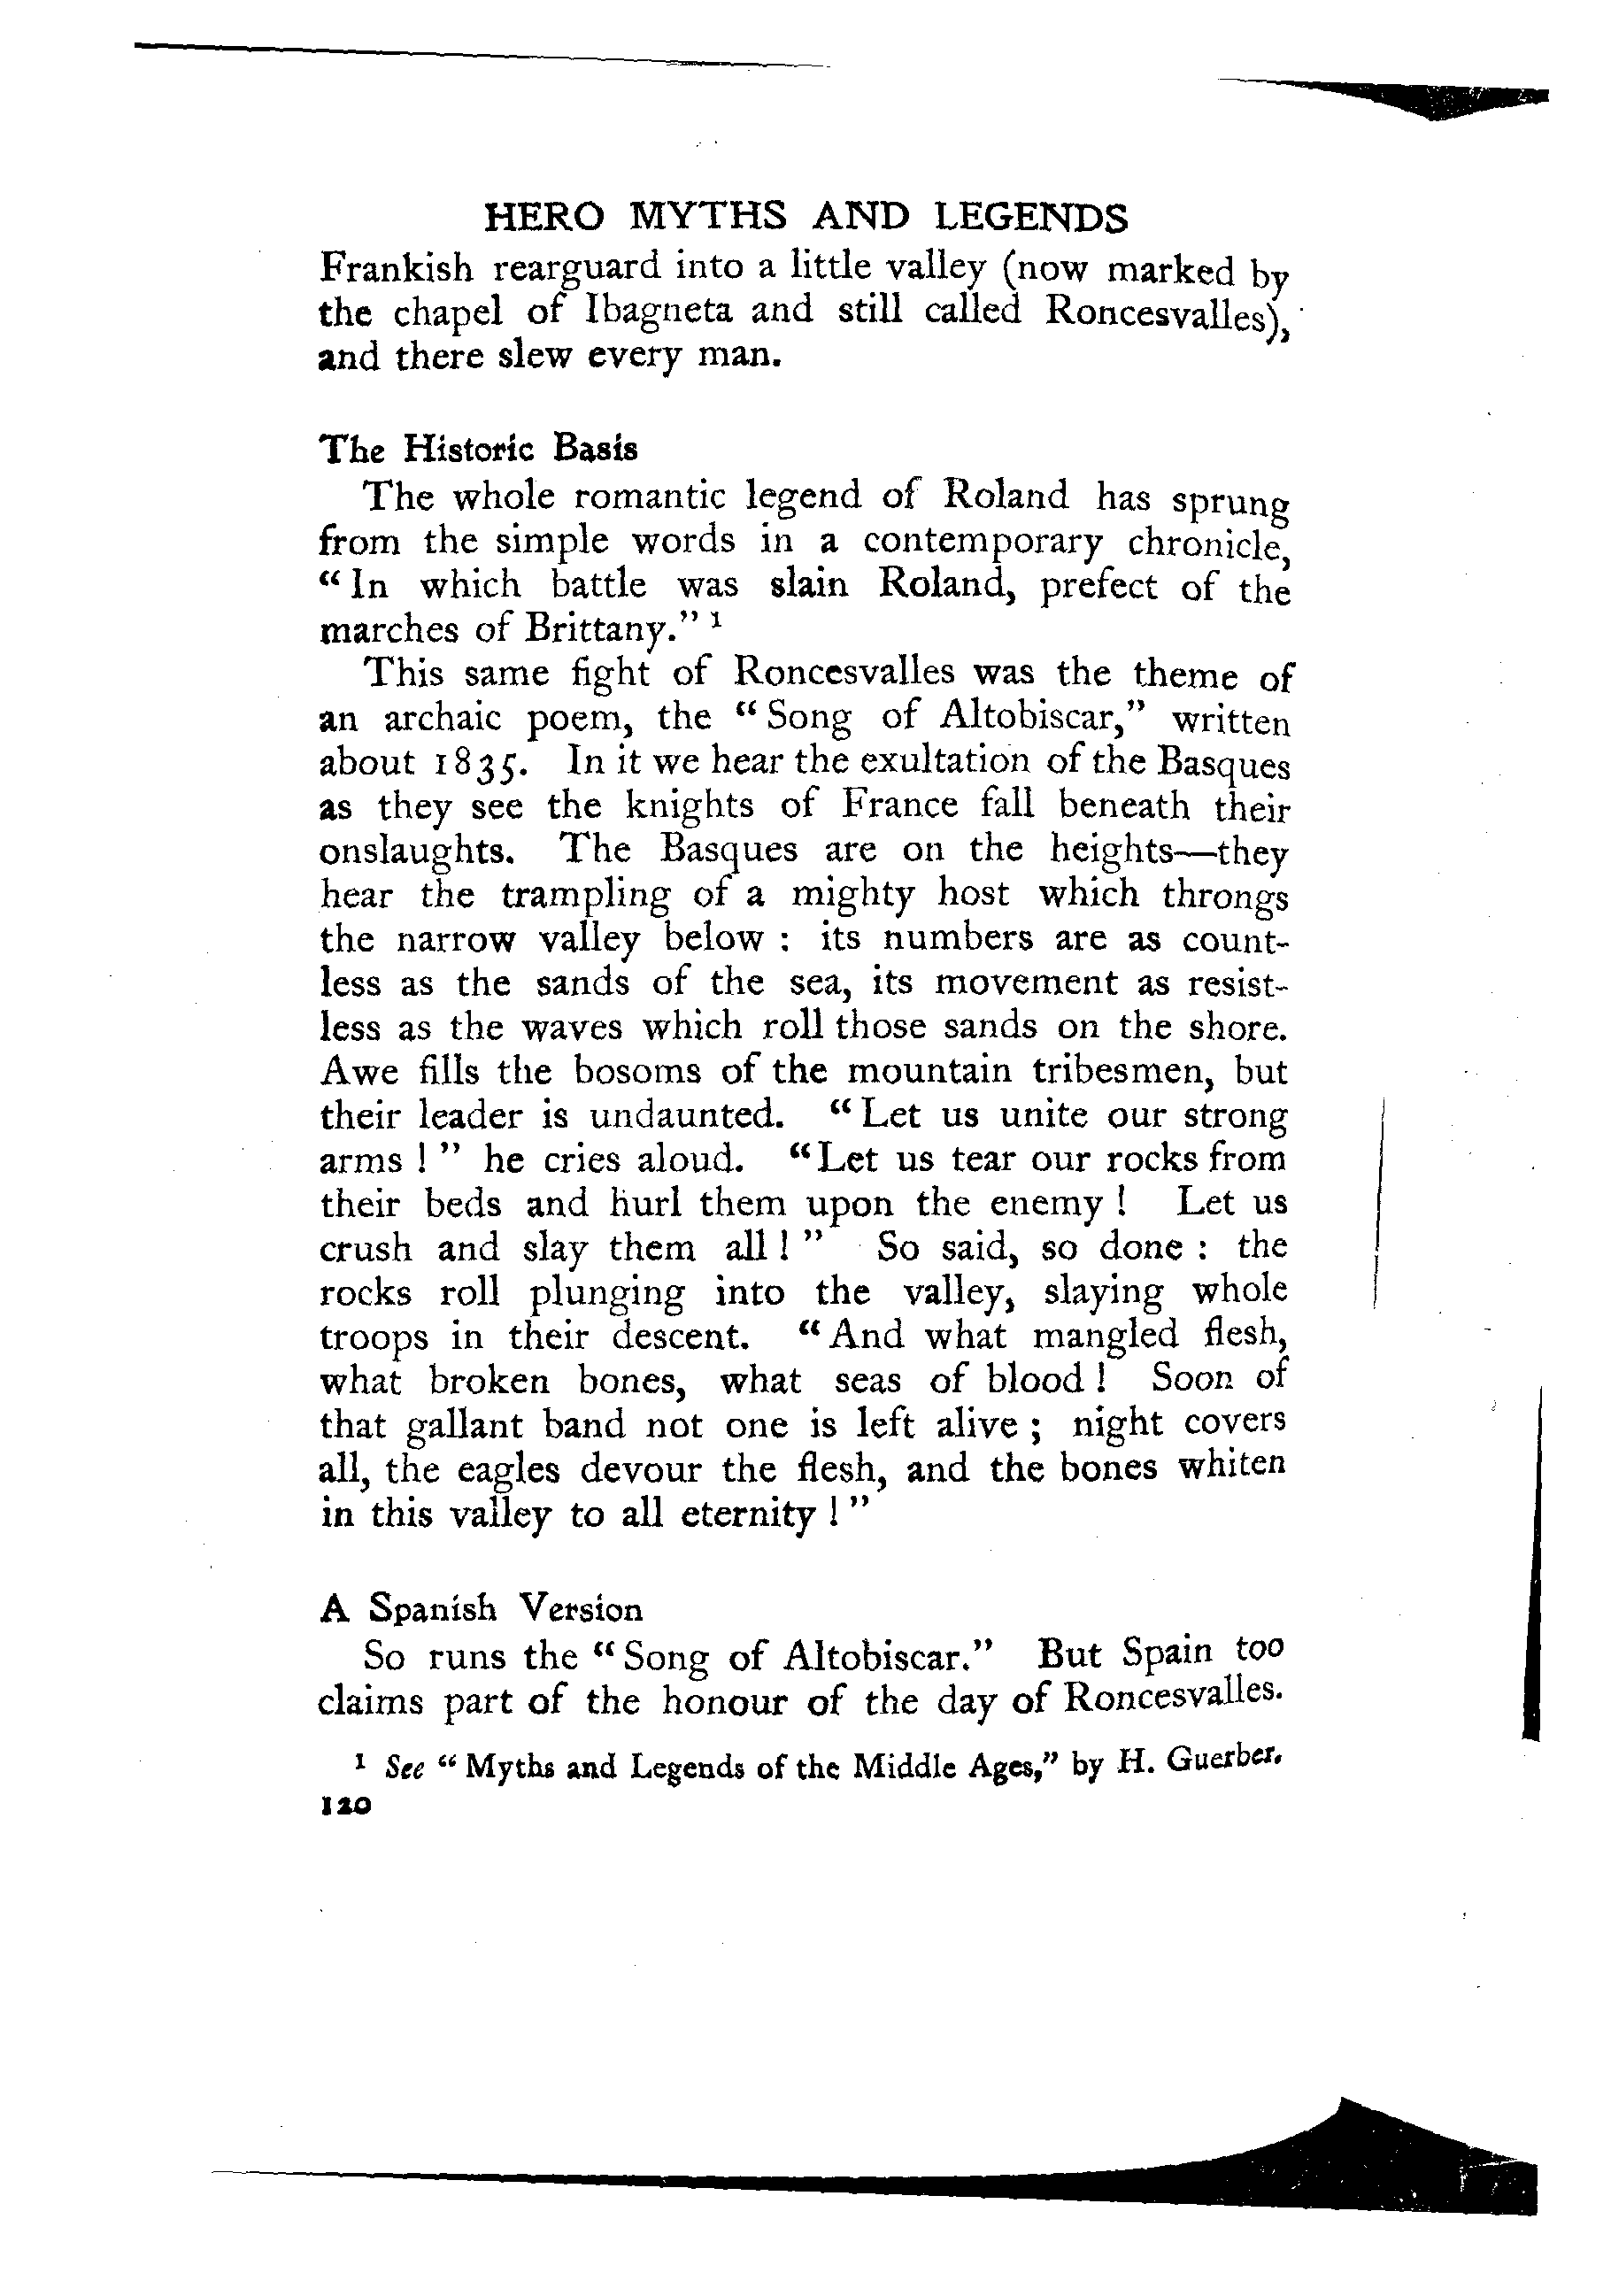 HERO MYTHS AND LEGENDS
Frankish rearguard into a little valley (now marked by
the chapel of Ibagneta and still called Roncesvalles),
and there slew every man.
The Historic Basis
The whole romantic legend of Roland has sprung
from the simple words in a contemporary chronicle,
“In which battle was slain Roland, prefect of the
marches of Brittany.” ¹
This same fight of Roncesvalles was the theme of
an archaic poem, the “Song of Altobiscar,” written
about 1835. In it we hear the exultation of the Basques
as they see the knights of France fall beneath their
onslaughts. The Basques are on the heights—they
hear the trampling of a mighty host which throngs
the narrow valley below : its numbers are as count-
less as the sands of the sea, its movement as resist-
less as the waves which roll those sands on the shore.
Awe fills the bosoms of the mountain tribesmen, but
their leader is undaunted. “Let us unite our strong
arms !” he cries aloud. “Let us tear our rocks from
their beds and hurl them upon the enemy ! Let us
crush and slay them all !” So said, so done : the
rocks roll plunging into the valley, slaying whole
troops in their descent. “And what mangled flesh,
what broken bones, what seas of blood ! Soon of
that gallant band not one is left alive ; night covers
all, the eagles devour the flesh, and the bones whiten
in this valley to all eternity !”
A Spanish Version
So runs the “Song of Altobiscar.” But Spain too
claims part of the honour of the day of Roncesvalles.
¹ See “Myths and Legends of the Middle Ages,” by H. Guerber.
120